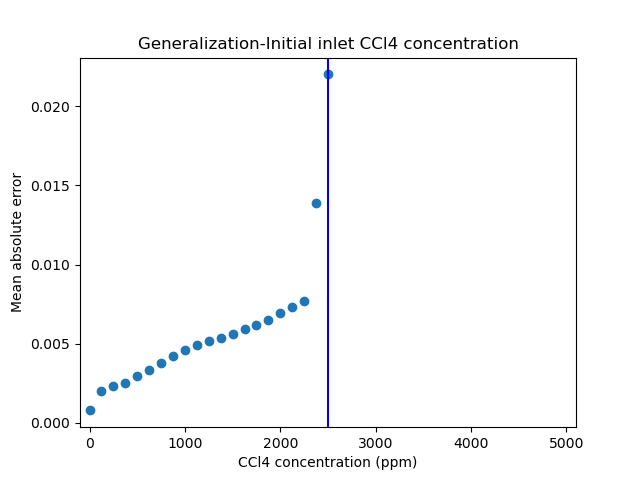 Generalization-Initial inlet CCl4 concentration
Mean absolute error
0.020
0.015
0.010
0.005
0.000
0 1000 2000 3000 4000 5000
CCl4 concentration (ppm)